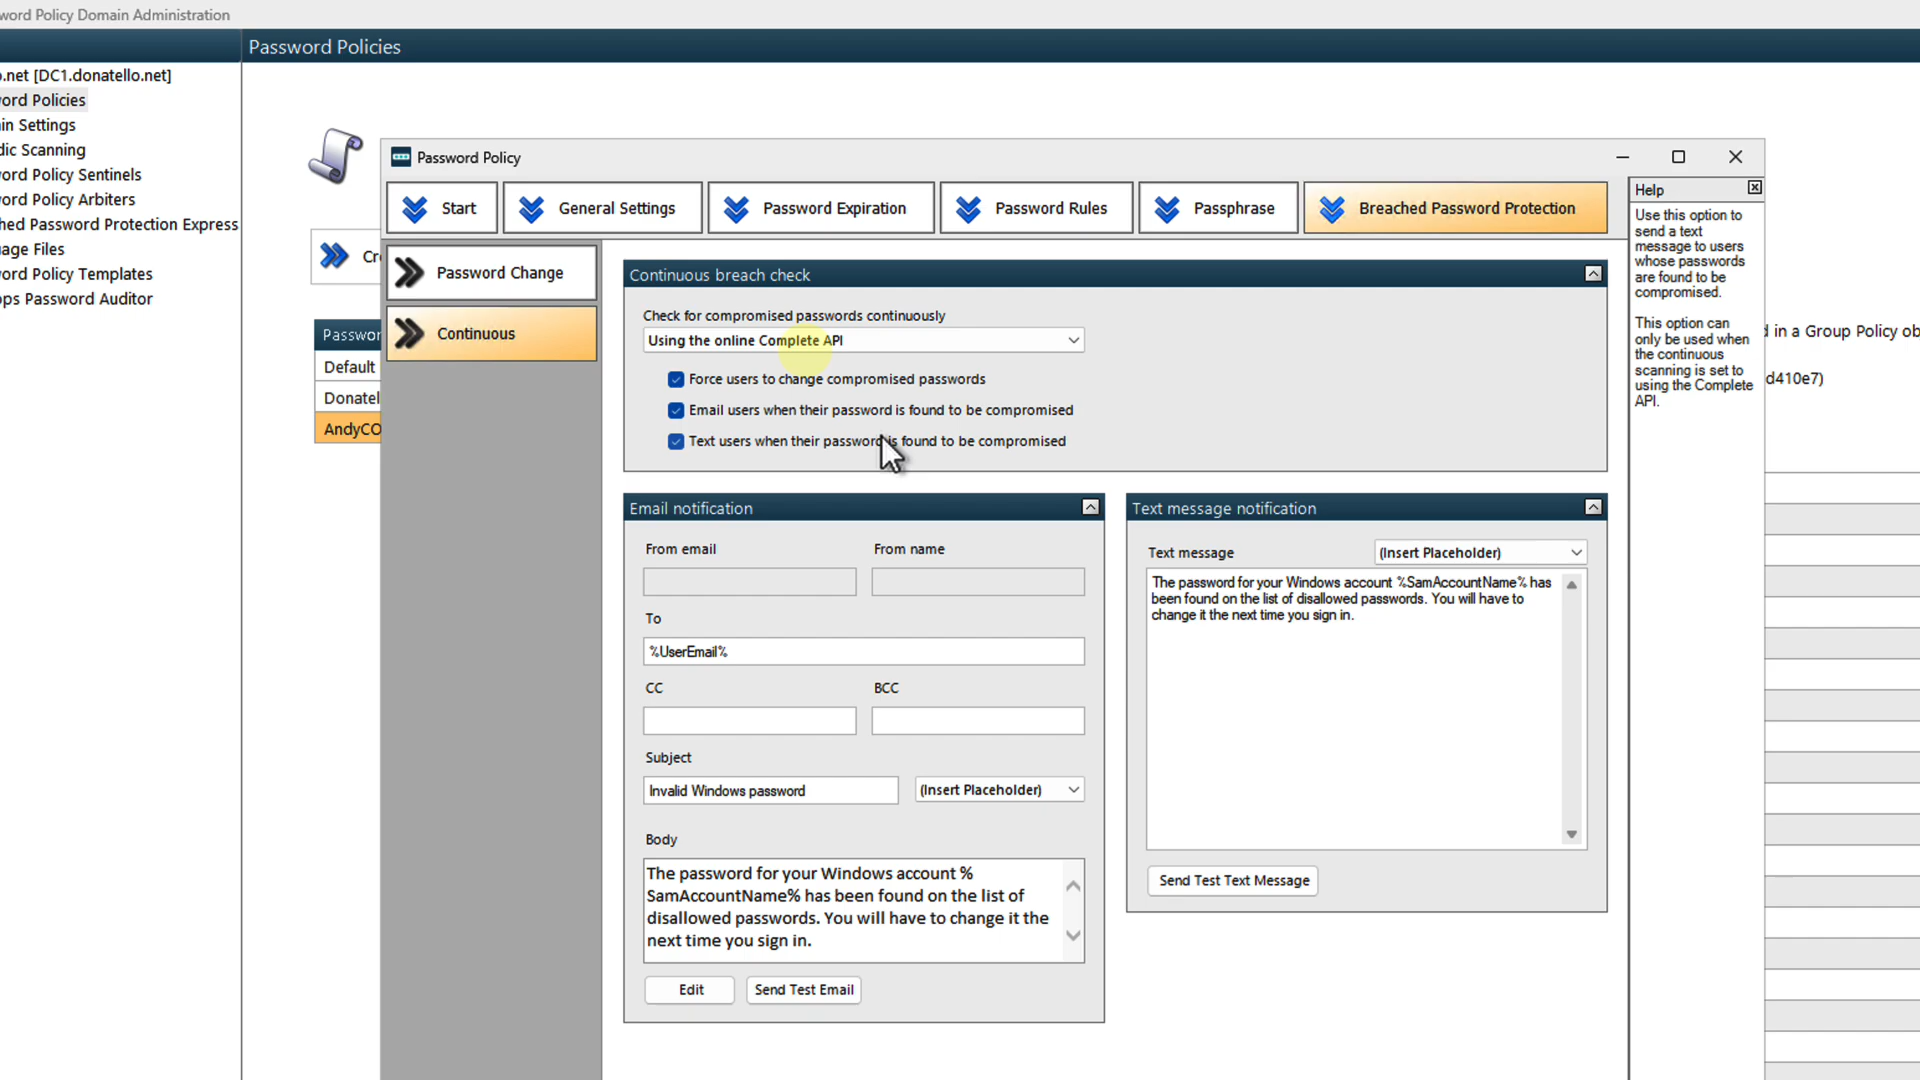 word Policy Domain Administration
Password Policies
.net [DC1.donatello.net]
ord Policies
in Settings
dic Scanning
ord Policy Sentinels
ord Policy Arbiters
hed Password Protection Express
age Files
ord Policy Templates
ops Password Auditor
Cr
Passwor
Default
Donatel
AndyCO
Password Policy
Start
General Settings
Password Expiration
Password Rules
Passphrase
Breached Password Protection
Password Change
Continuous
Continuous breach check
Check for compromised passwords continuously
Using the online Complete API
Force users to change compromised passwords
Email users when their password is found to be compromised
Text users when their password is found to be compromised
Email notification
From email
From name
To
%UserEmail%
CC
BCC
Subject
Invalid Windows password
(Insert Placeholder)
Body
The password for your Windows account %
SamAccountName% has been found on the list of
disallowed passwords. You will have to change it the
next time you sign in.
Edit
Send Test Email
Text message notification
Text message
(Insert Placeholder)
The password for your Windows account %SamAccountName% has
been found on the list of disallowed passwords. You will have to
change it the next time you sign in.
Send Test Text Message
Help
Use this option to
send a text
message to users
whose passwords
are found to be
compromised.
This option can
only be used when
the continuous
scanning is set to
using the Complete
API.
d in a Group Policy ob
d410e7)